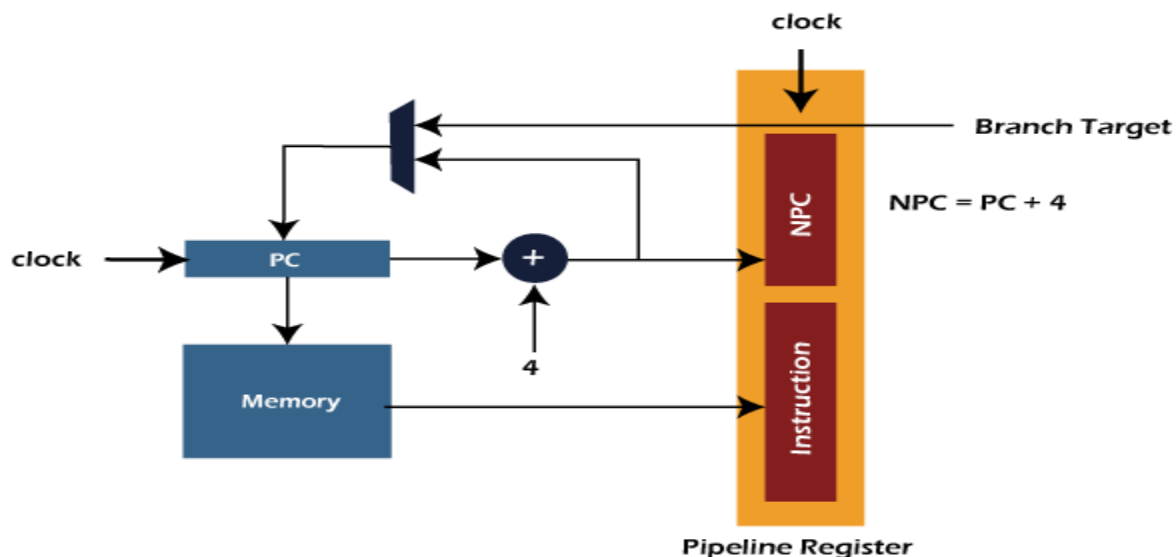 clock
Branch Target
NPC
NPC = PC + 4
clock
PC
+
4
Memory
Instruction
Pipeline Register